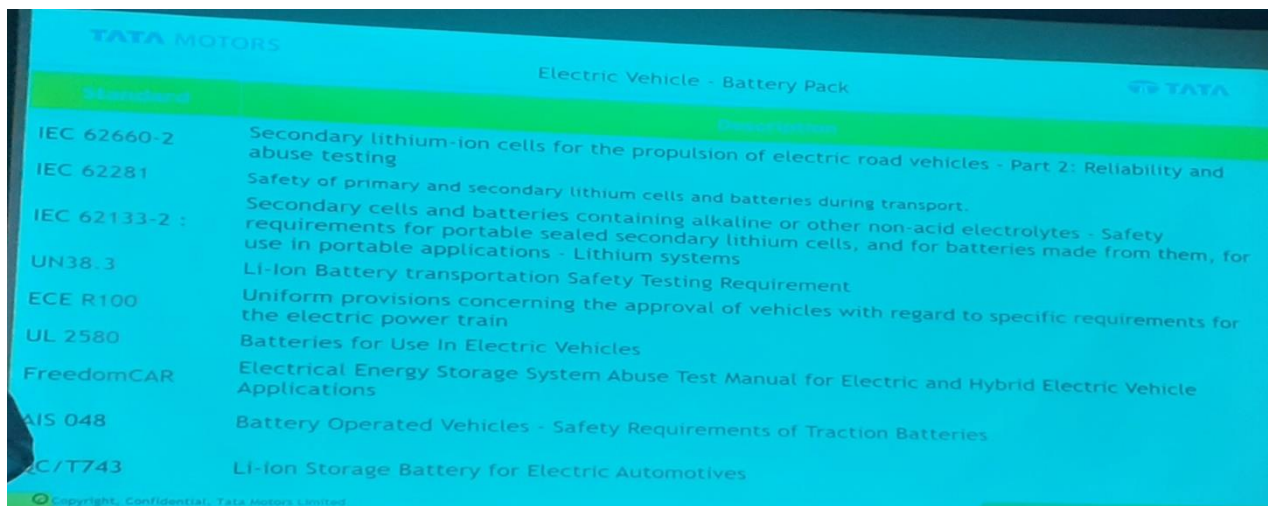 TATA MOTORS
Electric Vehicle - Battery Pack
TATA
Standard
Description
IEC 62660-2
Secondary lithium-ion cells for the propulsion of electric road vehicles - Part 2: Reliability and
abuse testing
IEC 62281
Safety of primary and secondary lithium cells and batteries during transport.
IEC 62133-2 :
Secondary cells and batteries containing alkaline or other non-acid electrolytes - Safety
requirements for portable sealed secondary lithium cells, and for batteries made from them, for
use in portable applications - Lithium systems
UN38.3
Li-Ion Battery transportation Safety Testing Requirement
ECE R100
Uniform provisions concerning the approval of vehicles with regard to specific requirements for
the electric power train
UL 2580
Batteries for Use In Electric Vehicles
FreedomCAR
Electrical Energy Storage System Abuse Test Manual for Electric and Hybrid Electric Vehicle
Applications
AIS 048
Battery Operated Vehicles - Safety Requirements of Traction Batteries
QC/T743
Li-Ion Storage Battery for Electric Automotives
Copyright, Confidential, Tata Motors Limited